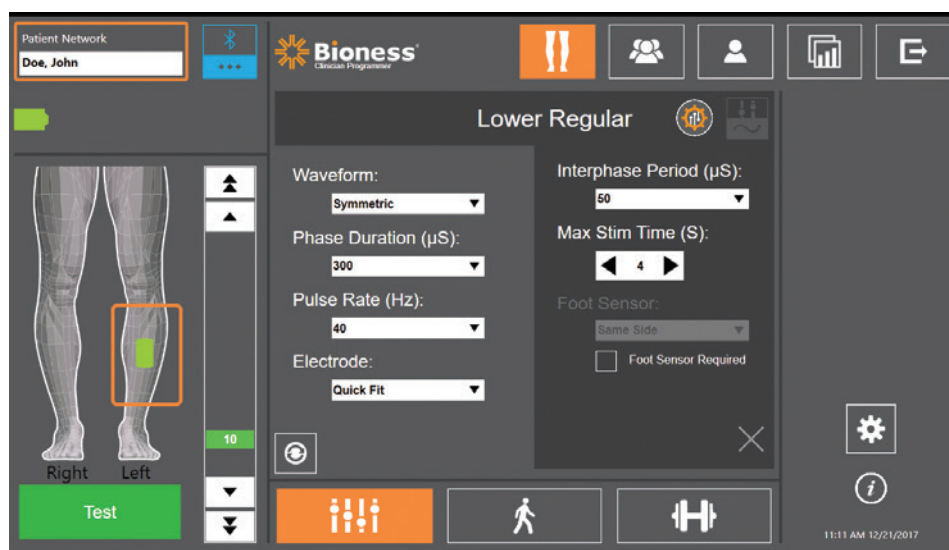 Patient Network
Doe, John
Bioness
Clinician Programmer
Lower Regular
Waveform:
Symmetric
Phase Duration (µS):
300
Pulse Rate (Hz):
40
Electrode:
Quick Fit
Interphase Period (µS):
50
Max Stim Time (S):
4
Foot Sensor:
Same Side
Foot Sensor Required
10
Right Left
Test
11:11 AM 12/21/2017